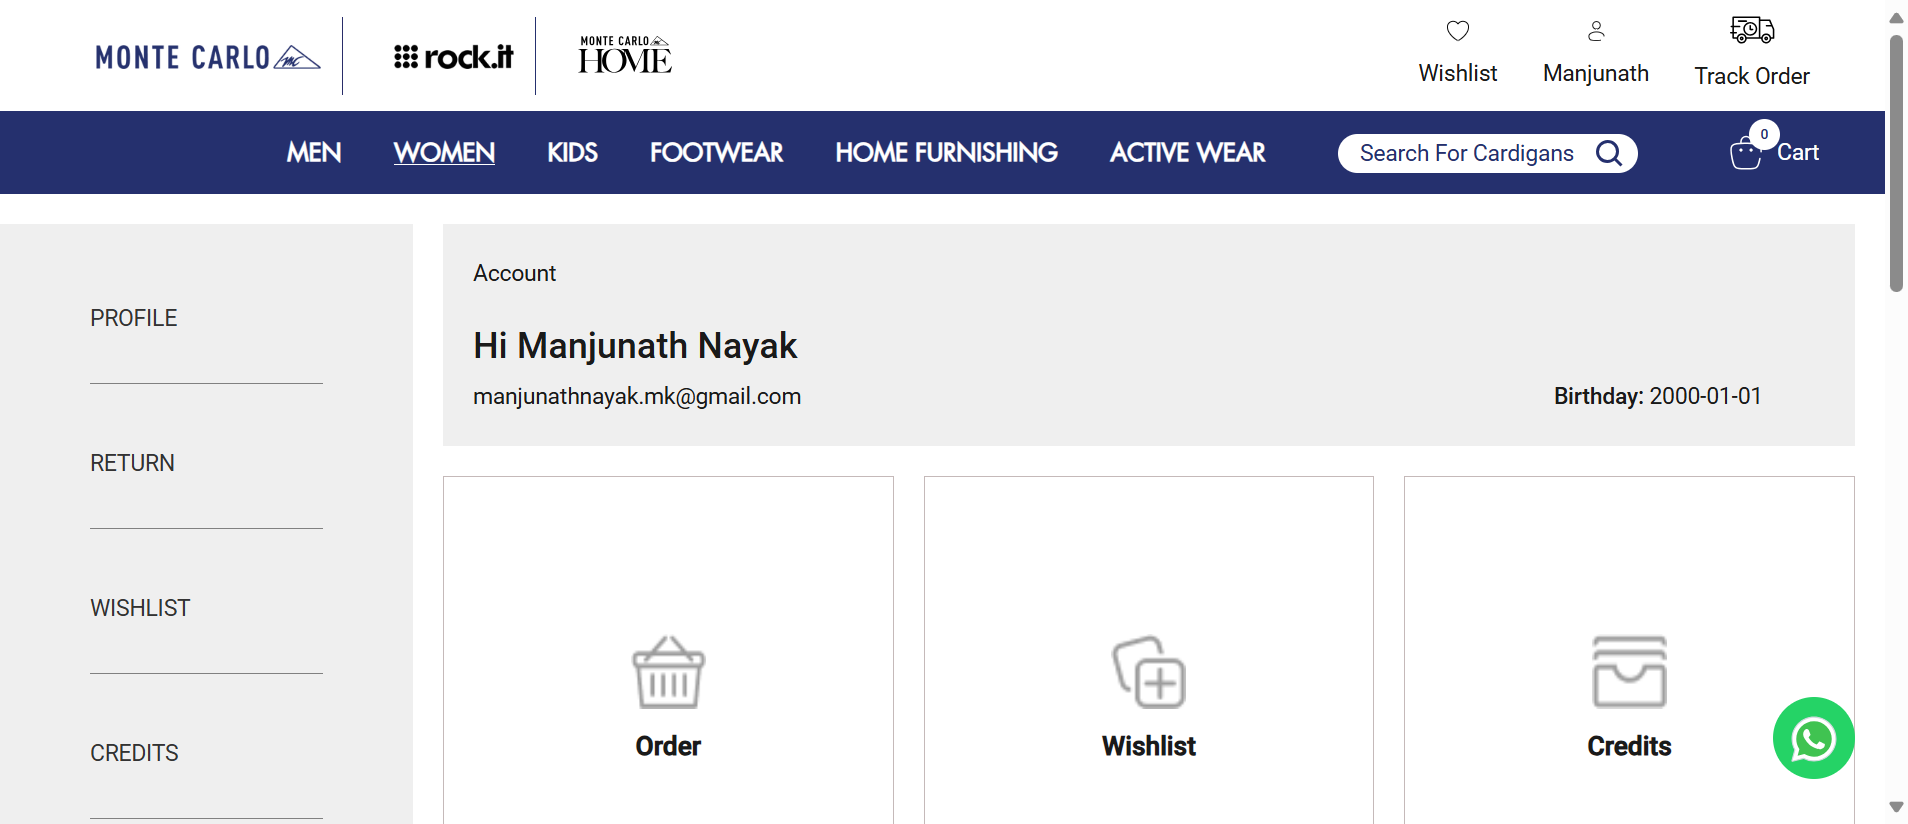 MONTE CARLO
rock.it
MONTE CARLO
HOME
Wishlist
Manjunath
Track Order
MEN
WOMEN
KIDS
FOOTWEAR
HOME FURNISHING
ACTIVE WEAR
Search For Cardigans
0
Cart
PROFILE
RETURN
WISHLIST
CREDITS
Account
Hi Manjunath Nayak
manjunathnayak.mk@gmail.com
Birthday: 2000-01-01
Order
Wishlist
Credits